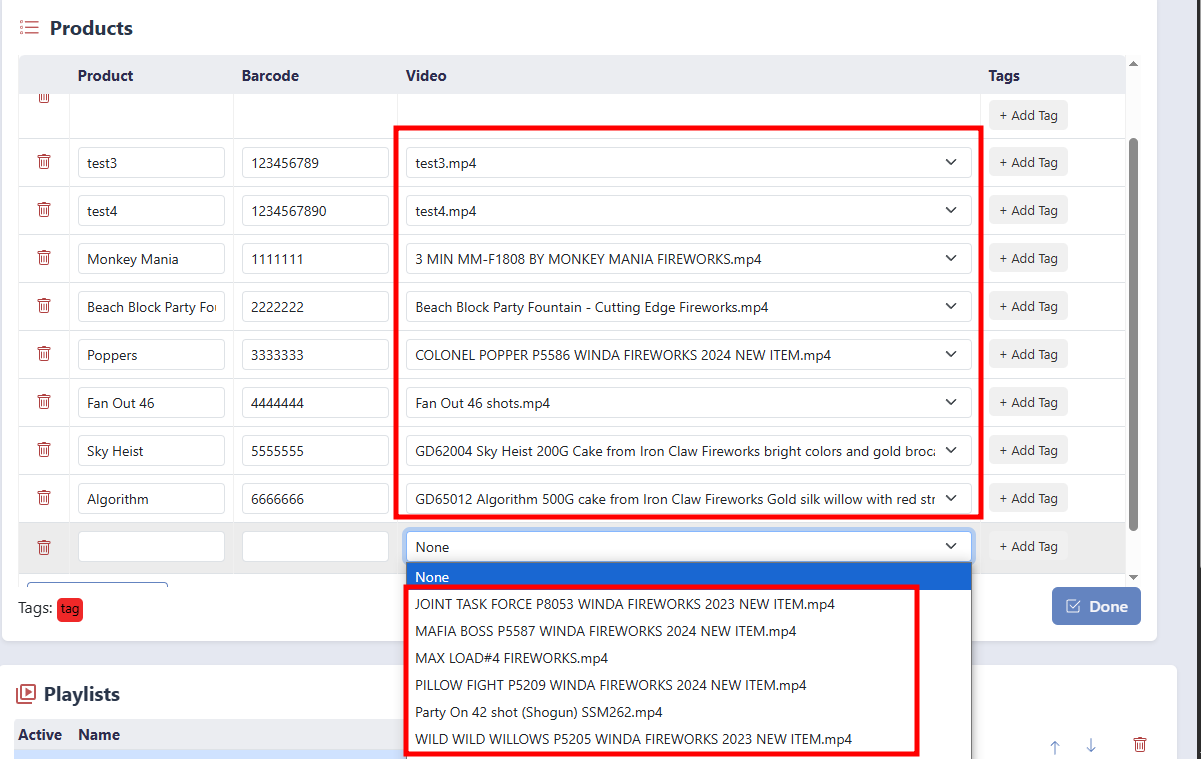 Products
Product Barcode Video Tags
+ Add Tag
test3 123456789 test3.mp4 + Add Tag
test4 1234567890 test4.mp4 + Add Tag
Monkey Mania 1111111 3 MIN MM-F1808 BY MONKEY MANIA FIREWORKS.mp4 + Add Tag
Beach Block Party Fou 2222222 Beach Block Party Fountain - Cutting Edge Fireworks.mp4 + Add Tag
Poppers 3333333 COLONEL POPPER P5586 WINDA FIREWORKS 2024 NEW ITEM.mp4 + Add Tag
Fan Out 46 4444444 Fan Out 46 shots.mp4 + Add Tag
Sky Heist 5555555 GD62004 Sky Heist 200G Cake from Iron Claw Fireworks bright colors and gold broca + Add Tag
Algorithm 6666666 GD65012 Algorithm 500G cake from Iron Claw Fireworks Gold silk willow with red str + Add Tag
None + Add Tag
None
Tags: tag
JOINT TASK FORCE P8053 WINDA FIREWORKS 2023 NEW ITEM.mp4
Done
MAFIA BOSS P5587 WINDA FIREWORKS 2024 NEW ITEM.mp4
MAX LOAD#4 FIREWORKS.mp4
PILLOW FIGHT P5209 WINDA FIREWORKS 2024 NEW ITEM.mp4
Party On 42 shot (Shogun) SSM262.mp4
WILD WILD WILLOWS P5205 WINDA FIREWORKS 2023 NEW ITEM.mp4
Playlists
Active Name